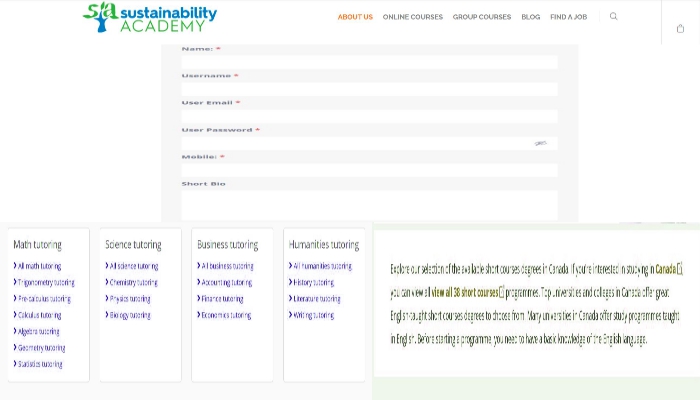 sta sustainability
ACADEMY
ABOUT US ONLINE COURSES GROUP COURSES BLOG FIND A JOB
Name: *
Username *
User Email *
User Password *
Mobile: *
Short Bio
Math tutoring
All math tutoring
Trigonometry tutoring
Pre-calculus tutoring
Calculus tutoring
Algebra tutoring
Geometry tutoring
Statistics tutoring
Science tutoring
All science tutoring
Chemistry tutoring
Physics tutoring
Biology tutoring
Business tutoring
All business tutoring
Accounting tutoring
Finance tutoring
Economics tutoring
Humanities tutoring
All humanities tutoring
History tutoring
Literature tutoring
Writing tutoring
Explore our selection of the available short courses degrees in Canada. If you're interested in studying in Canada,
you can view all view all 38 short courses programmes. Top universities and colleges in Canada offer great
English-taught short courses degrees to choose from. Many universities in Canada offer study programmes taught
in English. Before starting a programme, you need to have a basic knowledge of the English language.